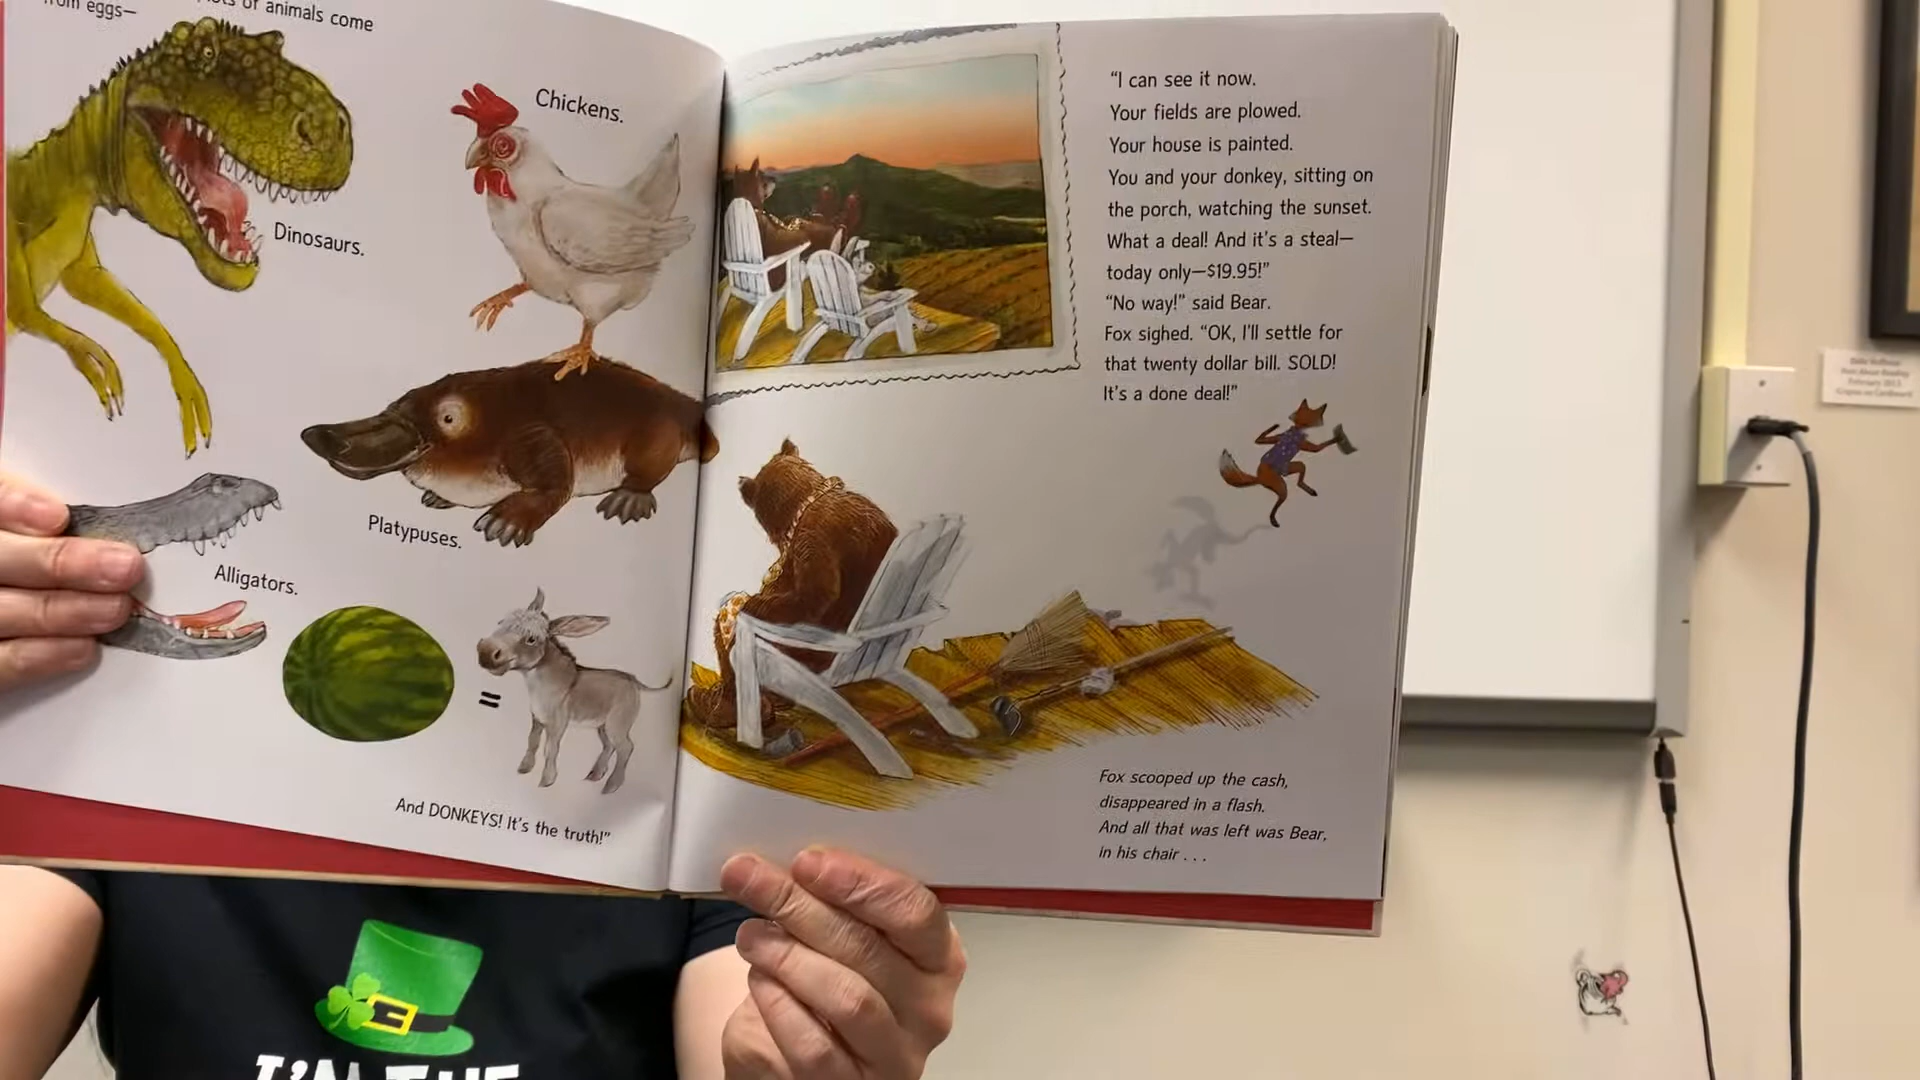 of animals come
from eggs—
Chickens.
Dinosaurs.
Platypuses.
Alligators.
=
And DONKEYS! It's the truth!"
"I can see it now.
Your fields are plowed.
Your house is painted.
You and your donkey, sitting on
the porch, watching the sunset.
What a deal! And it's a steal—
today only—$19.95!"
"No way!" said Bear.
Fox sighed. "OK, I'll settle for
that twenty dollar bill. SOLD!
It's a done deal!"
Fox scooped up the cash,
disappeared in a flash.
And all that was left was Bear,
in his chair . . .
I'M THE